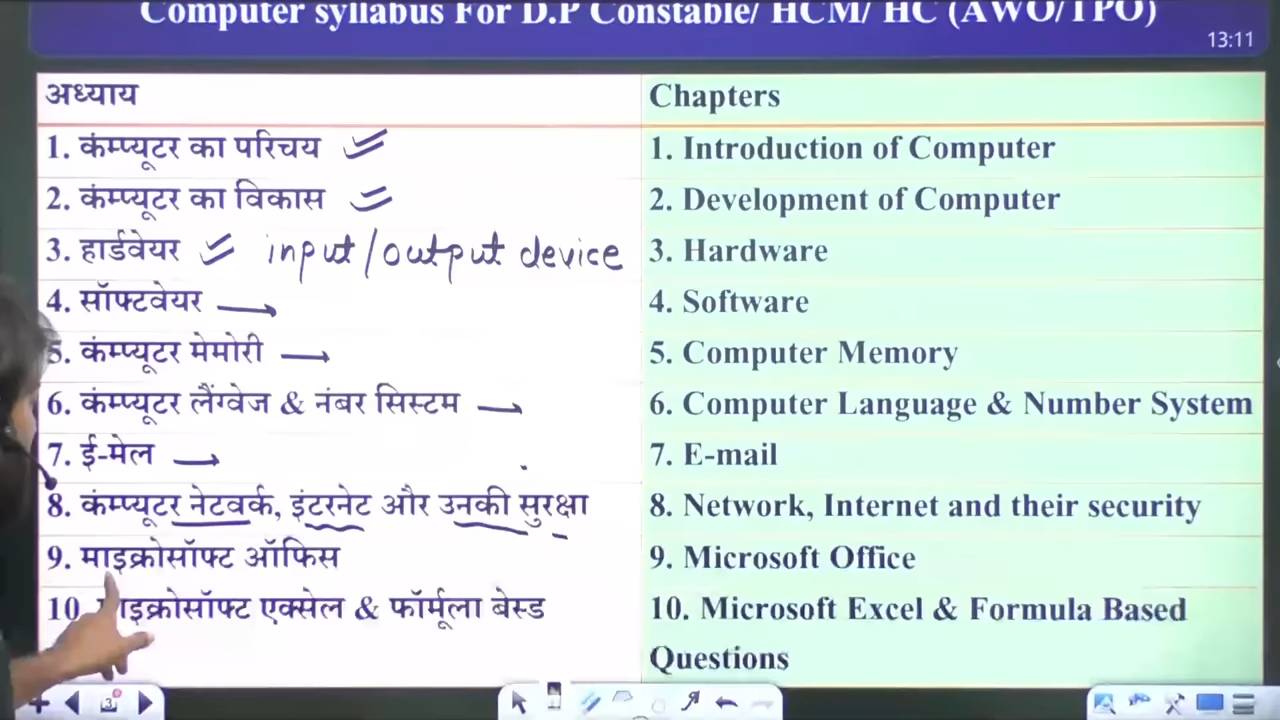 Computer syllabus For D.P Constable/ HCM/ HC (AWO/TPO)
13:11
अध्याय Chapters
1. कंम्प्यूटर का परिचय 1. Introduction of Computer
2. कंम्प्यूटर का विकास 2. Development of Computer
3. हार्डवेयर input/output device 3. Hardware
4. सॉफ्टवेयर 4. Software
5. कंम्प्यूटर मेमोरी 5. Computer Memory
6. कंम्प्यूटर लैंग्वेज & नंबर सिस्टम 6. Computer Language & Number System
7. ई-मेल 7. E-mail
8. कंम्प्यूटर नेटवर्क, इंटरनेट और उनकी सुरक्षा 8. Network, Internet and their security
9. माइक्रोसॉफ्ट ऑफिस 9. Microsoft Office
10. माइक्रोसॉफ्ट एक्सेल & फॉर्मूला बेस्ड 10. Microsoft Excel & Formula Based
Questions
3